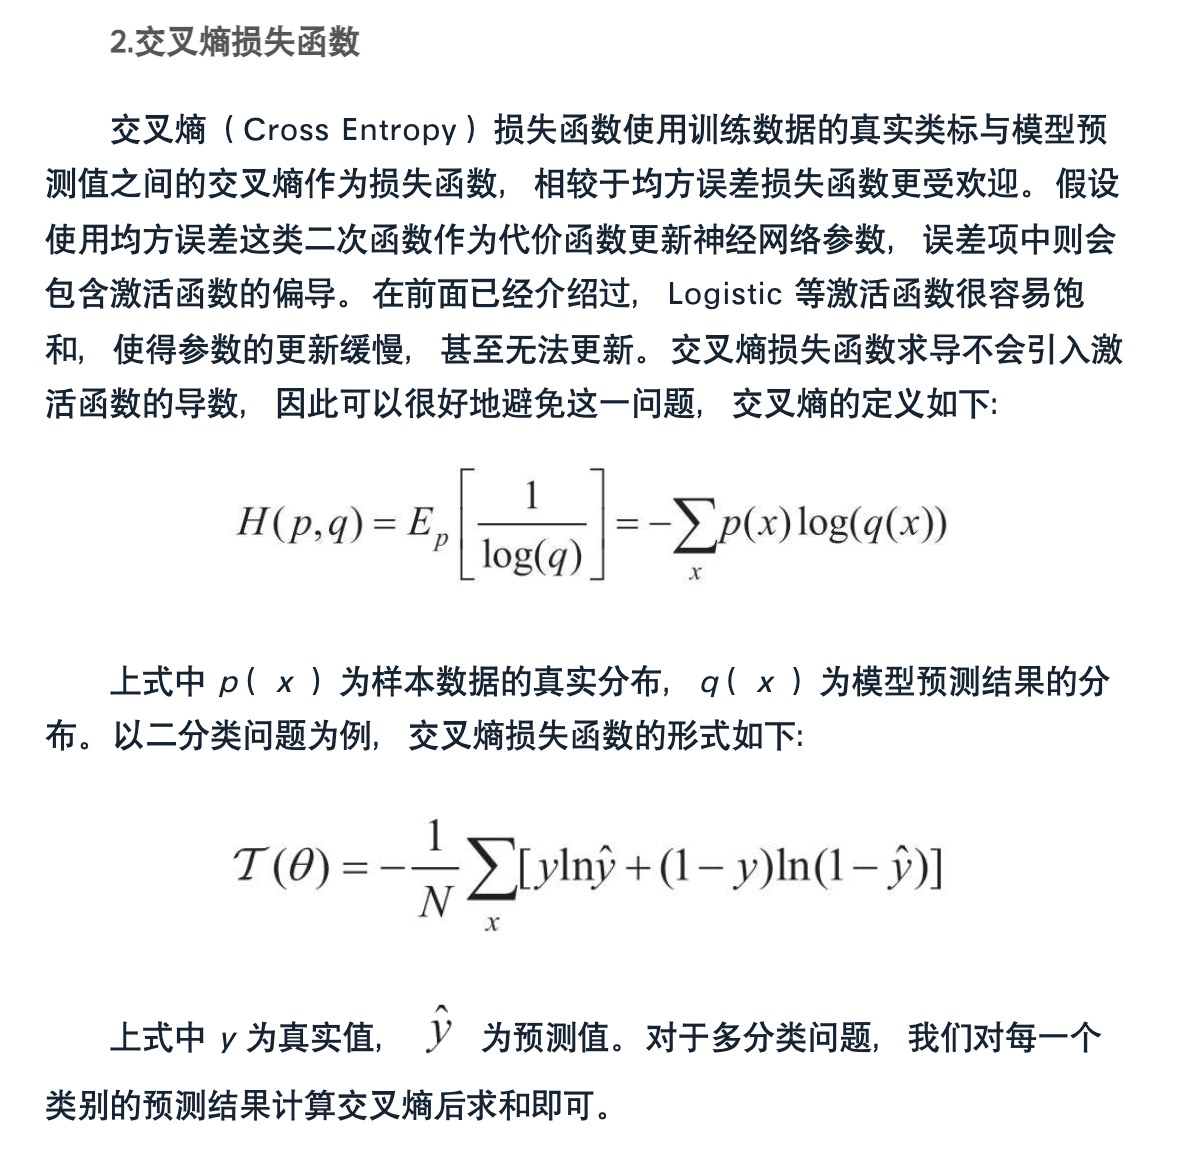 2.交叉熵损失函数
交叉熵（Cross Entropy）损失函数使用训练数据的真实类标与模型预
测值之间的交叉熵作为损失函数，相较于均方误差损失函数更受欢迎。假设
使用均方误差这类二次函数作为代价函数更新神经网络参数，误差项中则会
包含激活函数的偏导。在前面已经介绍过，Logistic 等激活函数很容易饱
和，使得参数的更新缓慢，甚至无法更新。交叉熵损失函数求导不会引入激
活函数的导数，因此可以很好地避免这一问题，交叉熵的定义如下:
H(p,q) = E_p[1/log(q)] = −∑_x p(x)log(q(x))
上式中 p( x ) 为样本数据的真实分布，q( x ) 为模型预测结果的分
布。以二分类问题为例，交叉熵损失函数的形式如下:
𝒯(θ) = −1/N ∑_x [ylnŷ + (1− y)ln(1− ŷ)]
上式中 y 为真实值，ŷ 为预测值。对于多分类问题，我们对每一个
类别的预测结果计算交叉熵后求和即可。